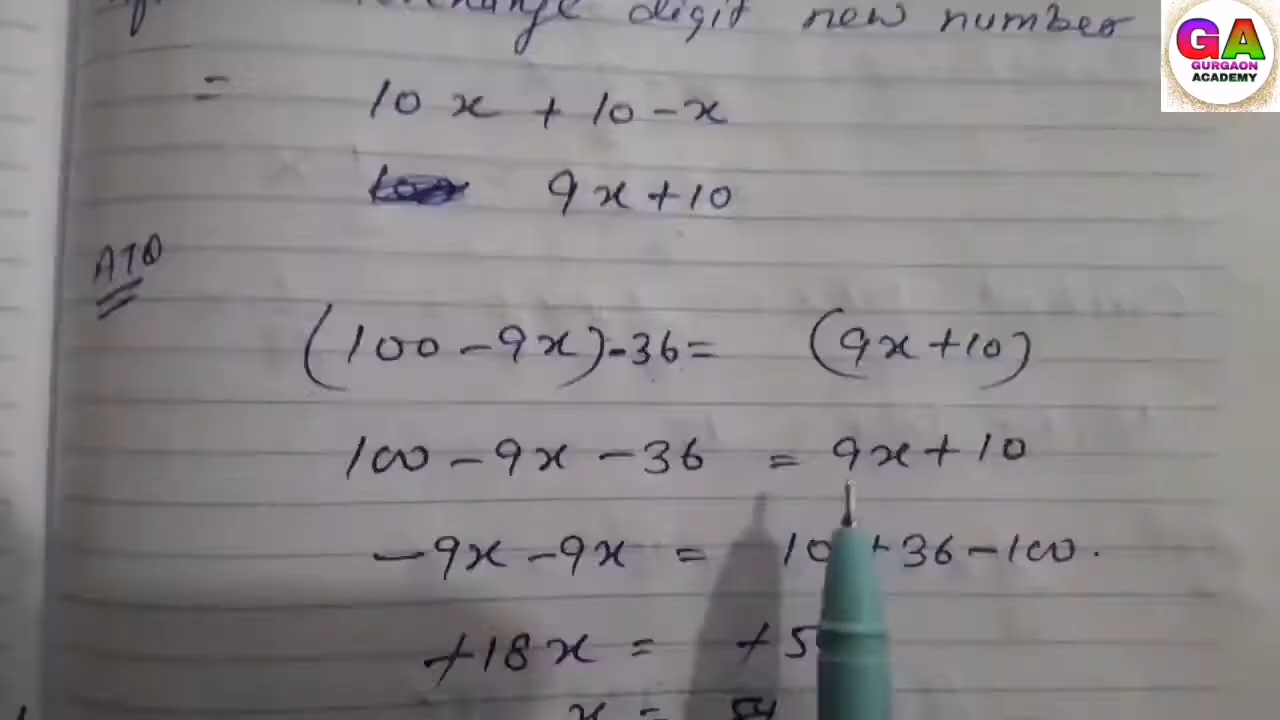 digit new number
GA
GURGAON
ACADEMY
= 10x + 10 - x
9x + 10
ATQ
(100 - 9x) - 36 = (9x + 10)
100 - 9x - 36 = 9x + 10
- 9x - 9x = 10 + 36 - 100.
+18x = +5
x = 54